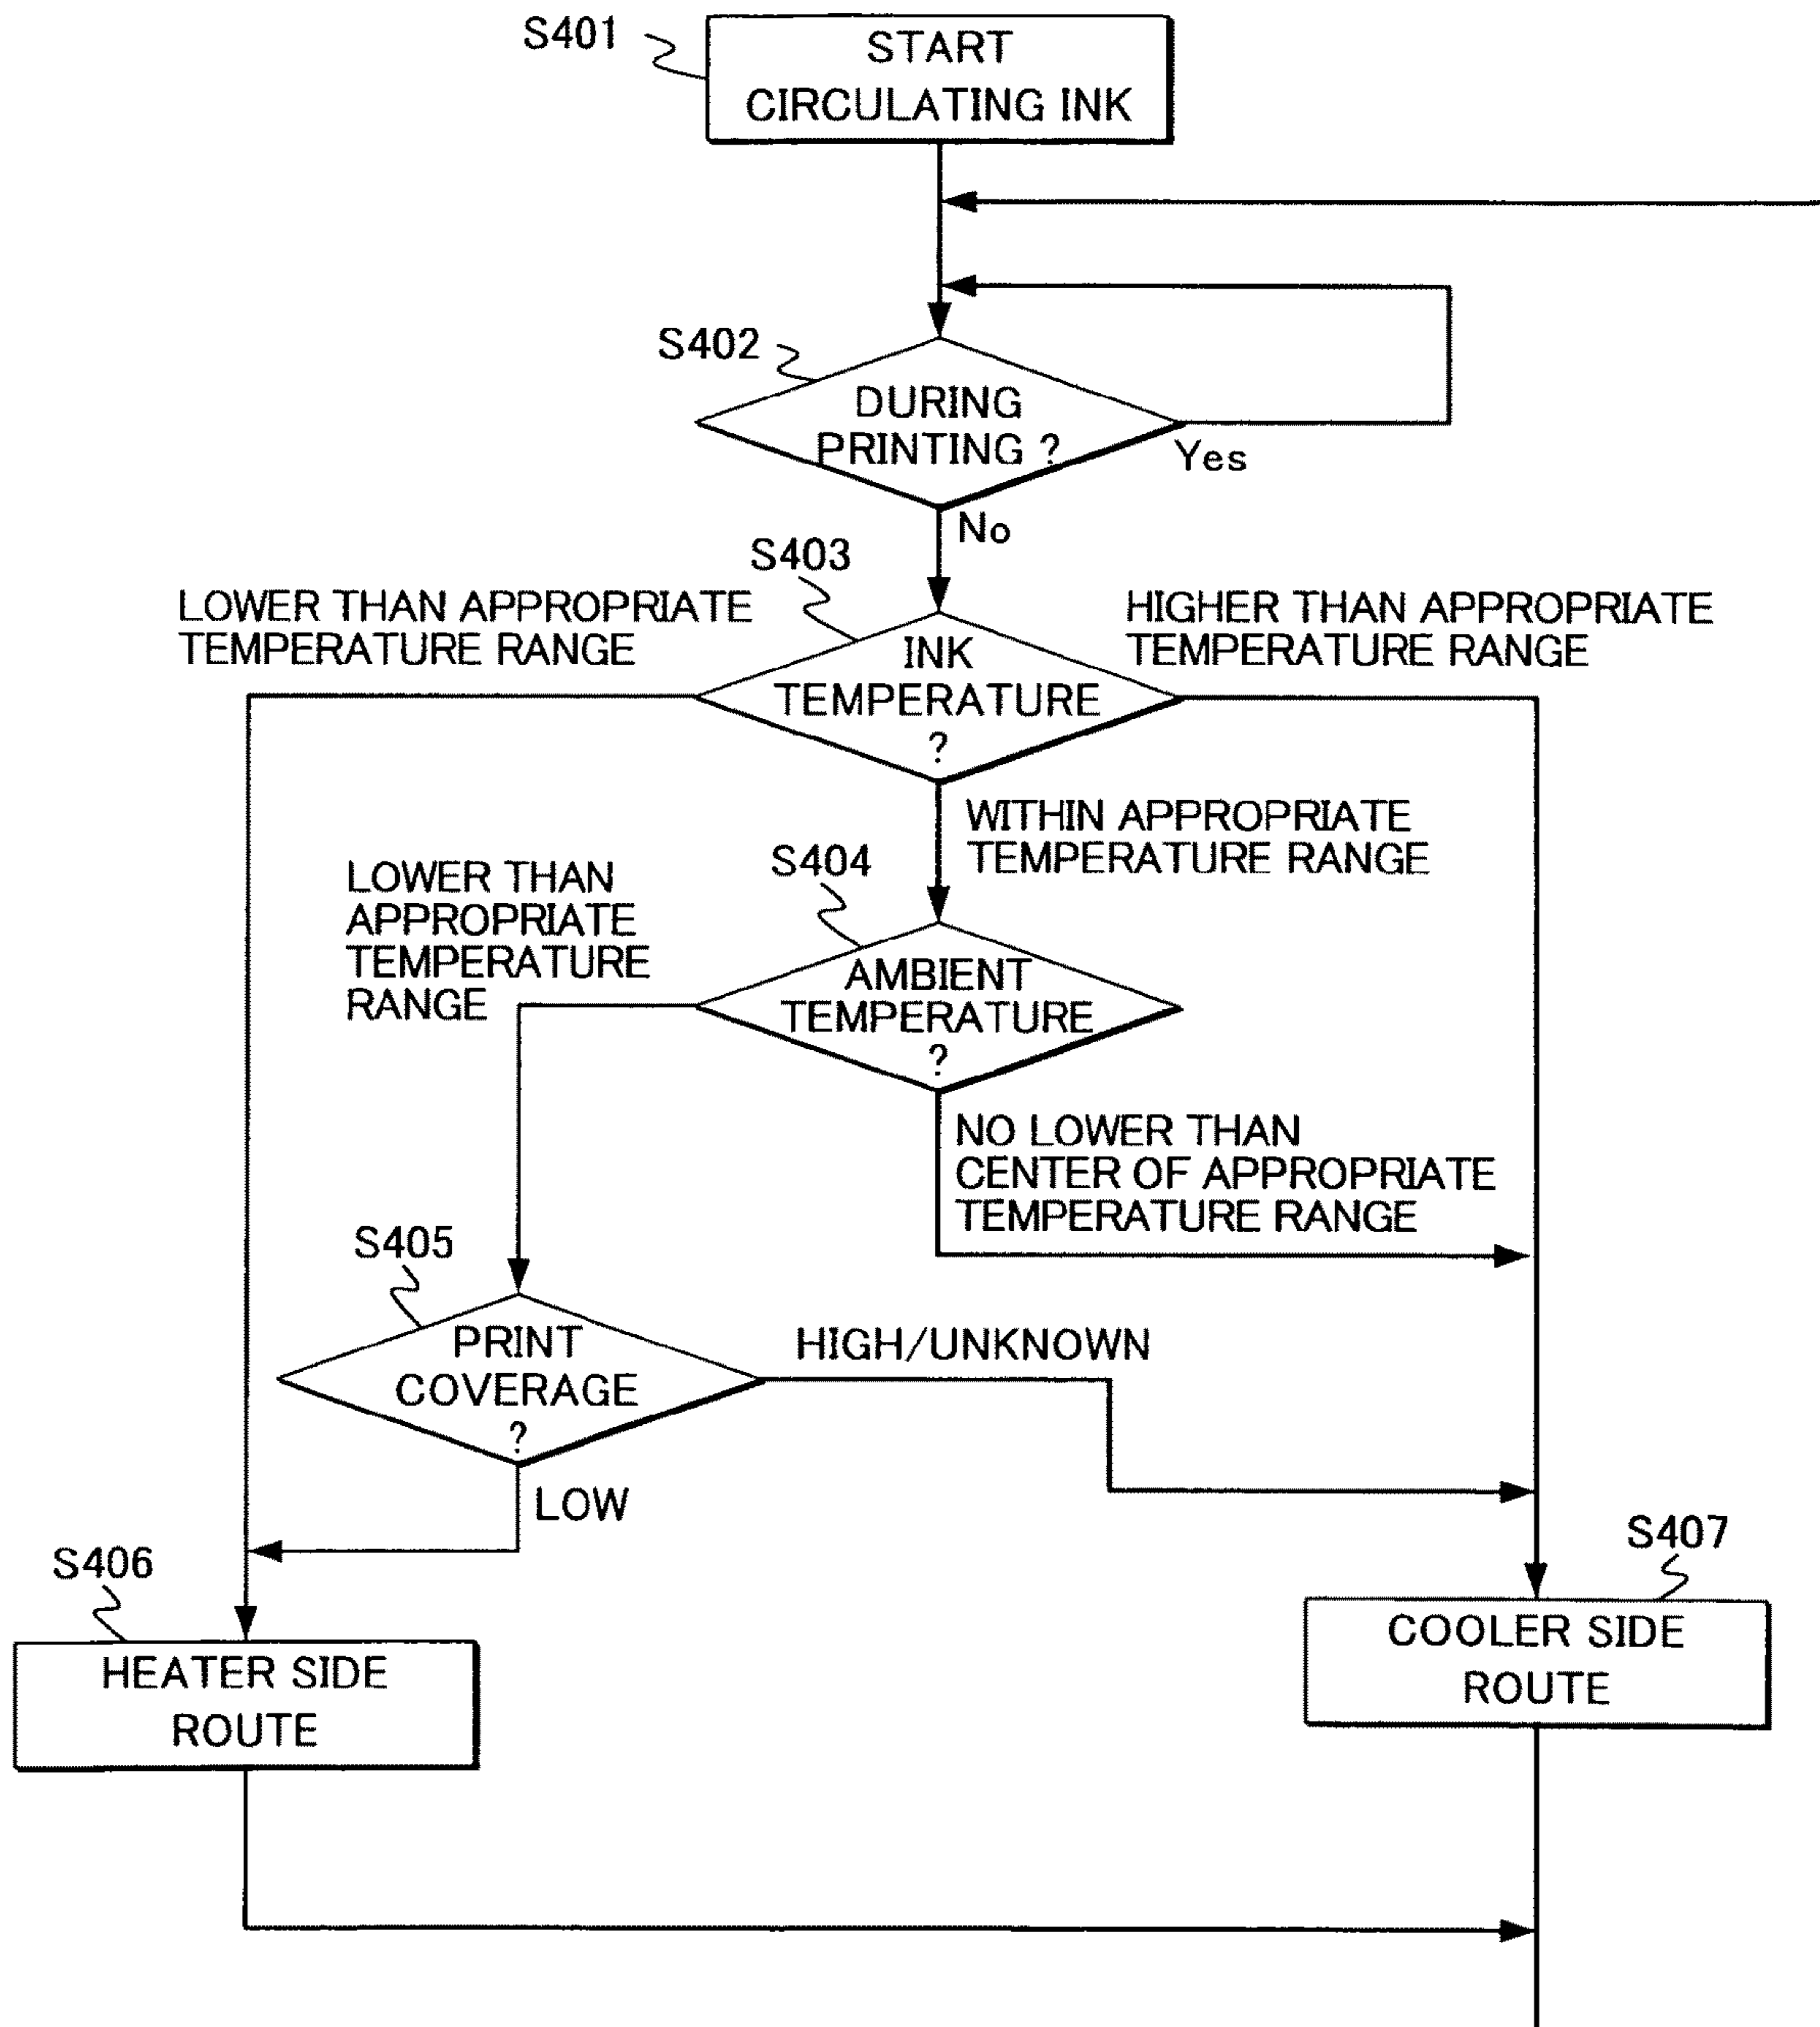 S401
START
CIRCULATING INK
S402
DURING
PRINTING ?
Yes
No
S403
LOWER THAN APPROPRIATE
TEMPERATURE RANGE
HIGHER THAN APPROPRIATE
TEMPERATURE RANGE
INK
TEMPERATURE
?
WITHIN APPROPRIATE
TEMPERATURE RANGE
S404
LOWER THAN
APPROPRIATE
TEMPERATURE
RANGE
AMBIENT
TEMPERATURE
?
NO LOWER THAN
CENTER OF APPROPRIATE
TEMPERATURE RANGE
S405
PRINT
COVERAGE
?
HIGH/UNKNOWN
LOW
S406
HEATER SIDE
ROUTE
S407
COOLER SIDE
ROUTE